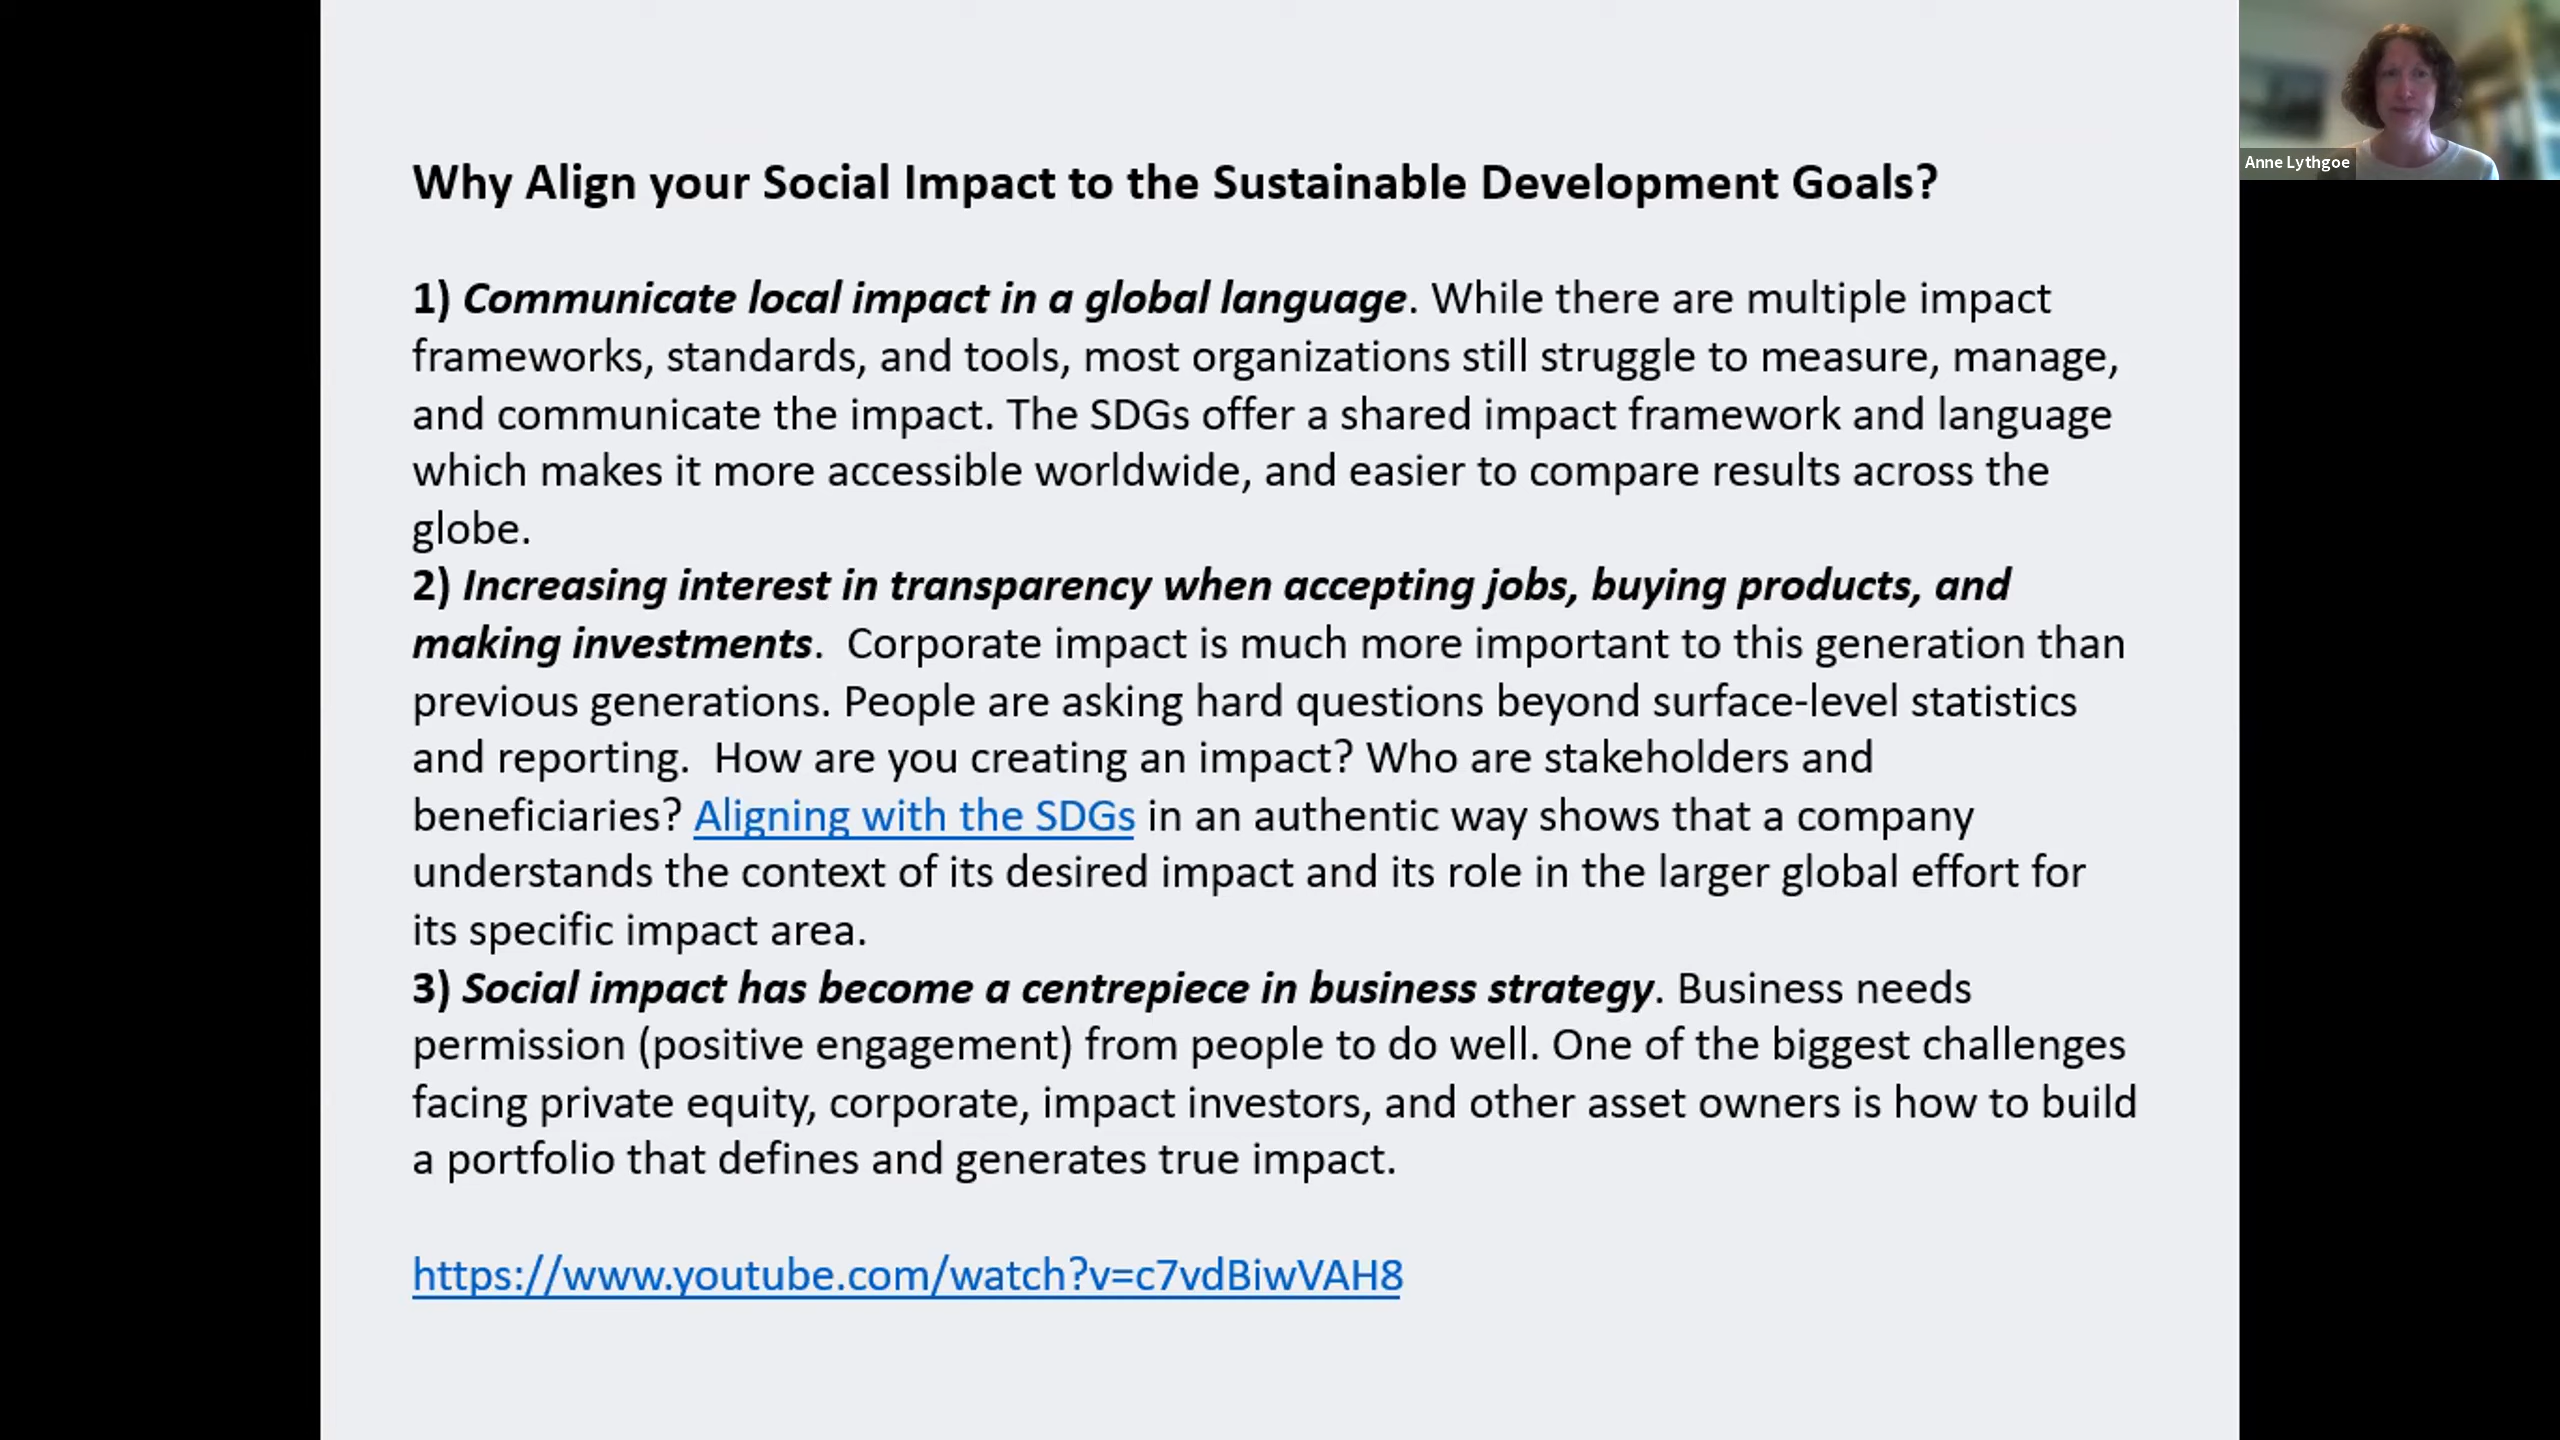 Why Align your Social Impact to the Sustainable Development Goals?
1) Communicate local impact in a global language. While there are multiple impact
frameworks, standards, and tools, most organizations still struggle to measure, manage,
and communicate the impact. The SDGs offer a shared impact framework and language
which makes it more accessible worldwide, and easier to compare results across the
globe.
2) Increasing interest in transparency when accepting jobs, buying products, and
making investments.  Corporate impact is much more important to this generation than
previous generations. People are asking hard questions beyond surface-level statistics
and reporting.  How are you creating an impact? Who are stakeholders and
beneficiaries? Aligning with the SDGs in an authentic way shows that a company
understands the context of its desired impact and its role in the larger global effort for
its specific impact area.
3) Social impact has become a centrepiece in business strategy. Business needs
permission (positive engagement) from people to do well. One of the biggest challenges
facing private equity, corporate, impact investors, and other asset owners is how to build
a portfolio that defines and generates true impact.
https://www.youtube.com/watch?v=c7vdBiwVAH8
Anne Lythgoe